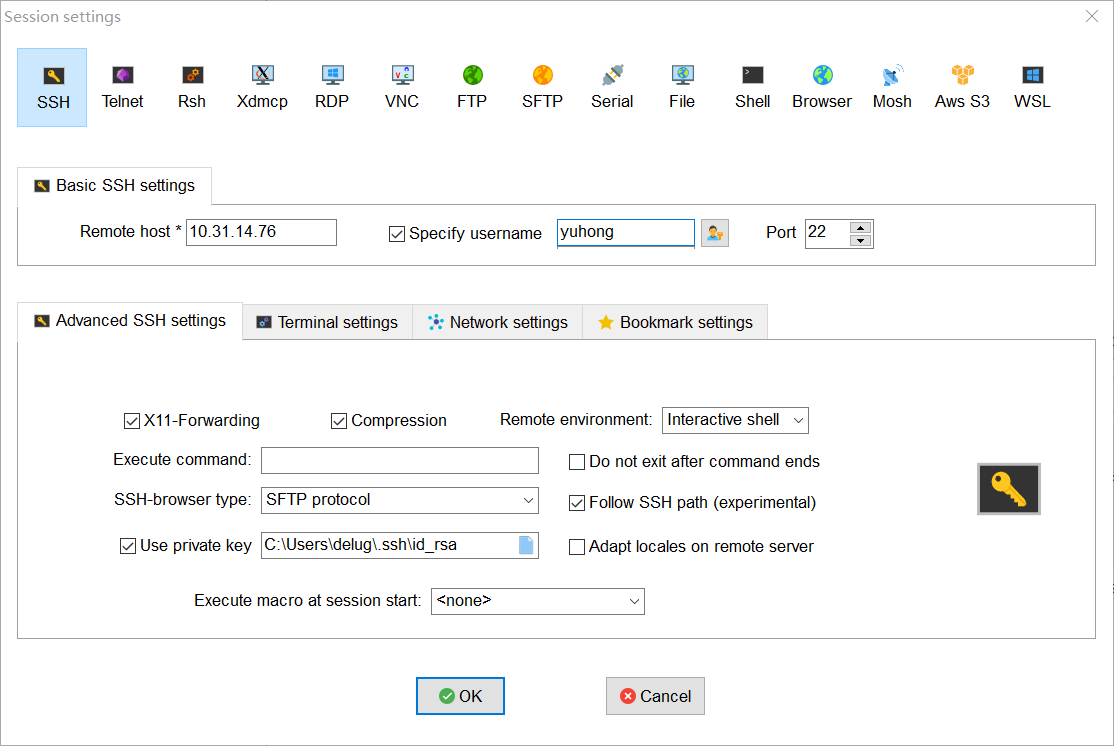 Session settings
SSH Telnet Rsh Xdmcp RDP VNC FTP SFTP Serial File Shell Browser Mosh Aws S3 WSL
Basic SSH settings
Remote host * 10.31.14.76 Specify username yuhong Port 22
Advanced SSH settings Terminal settings Network settings Bookmark settings
X11-Forwarding Compression Remote environment: Interactive shell
Execute command: Do not exit after command ends
SSH-browser type: SFTP protocol Follow SSH path (experimental)
Use private key C:\Users\delug\.ssh\id_rsa Adapt locales on remote server
Execute macro at session start: <none>
OK Cancel